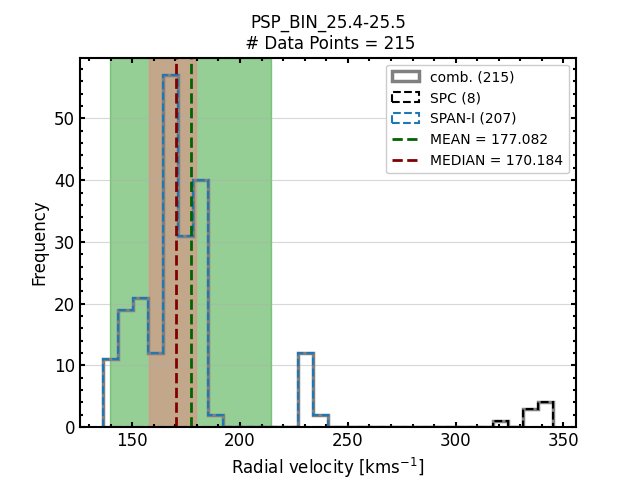 PSP_BIN_25.4-25.5
# Data Points = 215
comb. (215)
SPC (8)
SPAN-I (207)
MEAN = 177.082
MEDIAN = 170.184
Frequency
50
40
30
20
10
0
150 200 250 300 350
Radial velocity [kms⁻¹]